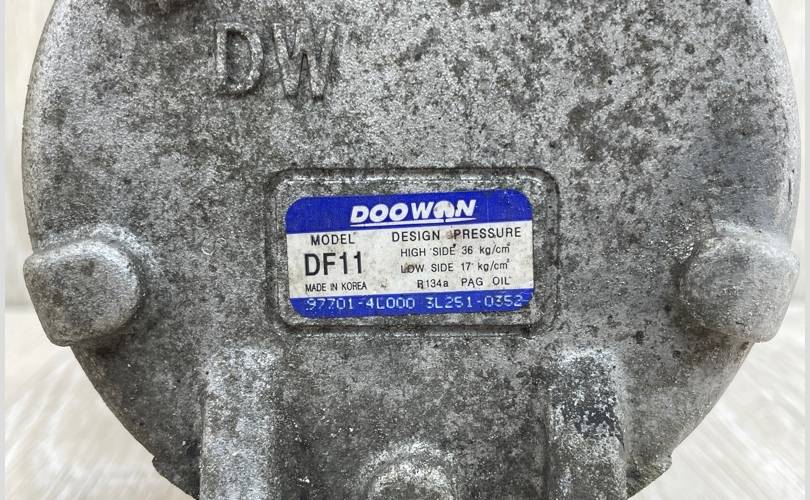 DW
DOOWON
MODEL DESIGN PRESSURE
DF11 HIGH SIDE 36 kg/cm²
LOW SIDE 17 kg/cm²
MADE IN KOREA R134a PAG OIL
97701-4L000 3L251-0352